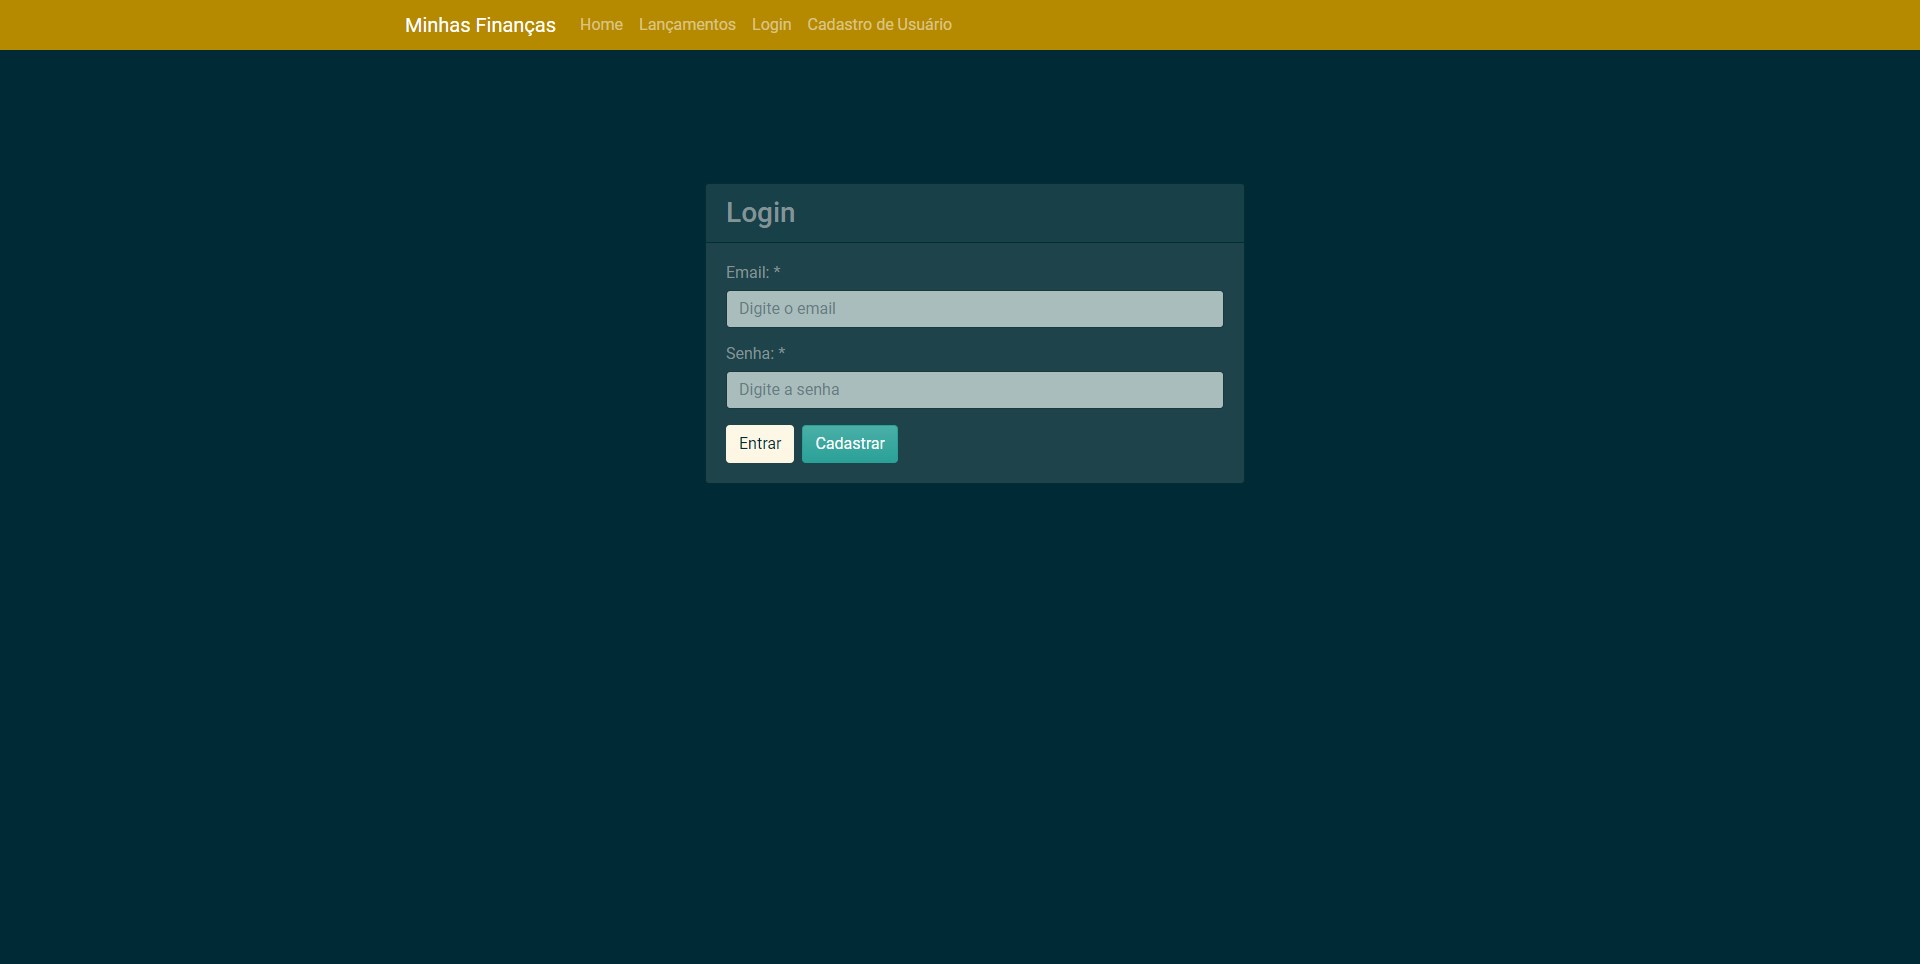 Minhas Finanças Home Lançamentos Login Cadastro de Usuário
Login
Email: *
Digite o email
Senha: *
Digite a senha
Entrar Cadastrar